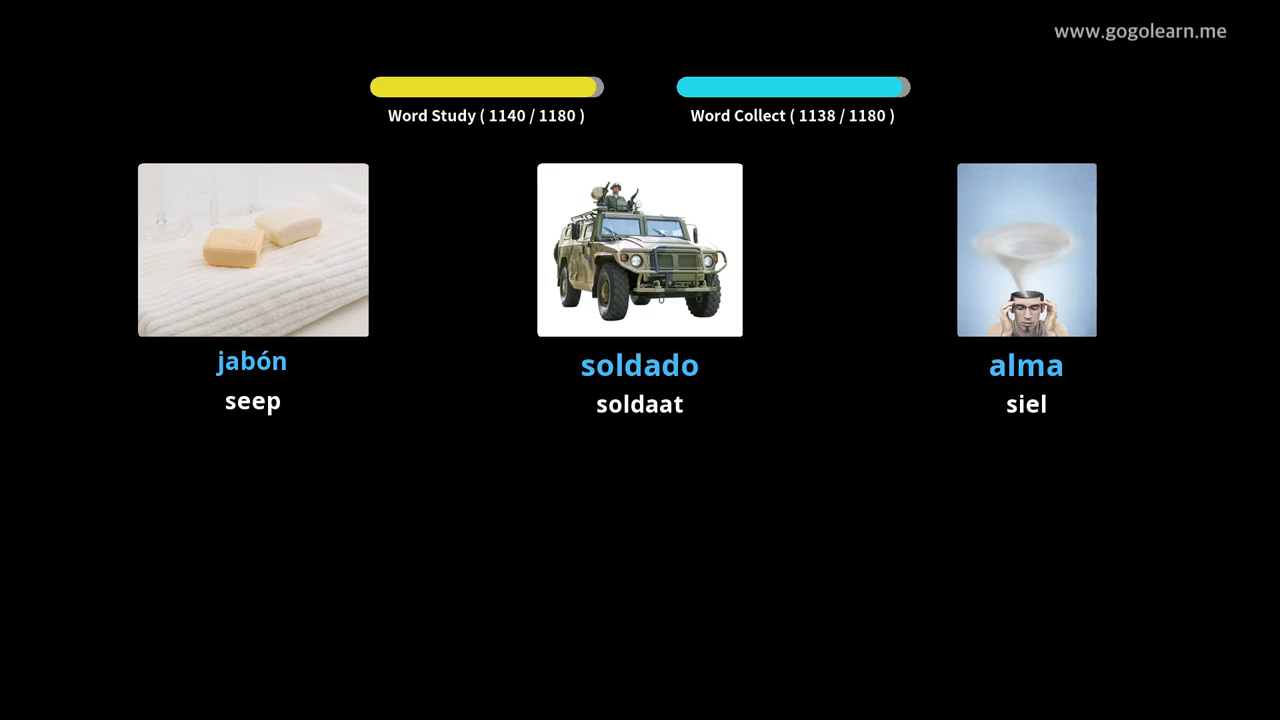 www.gogolearn.me
Word Study ( 1140 / 1180 )
Word Collect ( 1138 / 1180 )
jabón
soldado
alma
seep
soldaat
siel